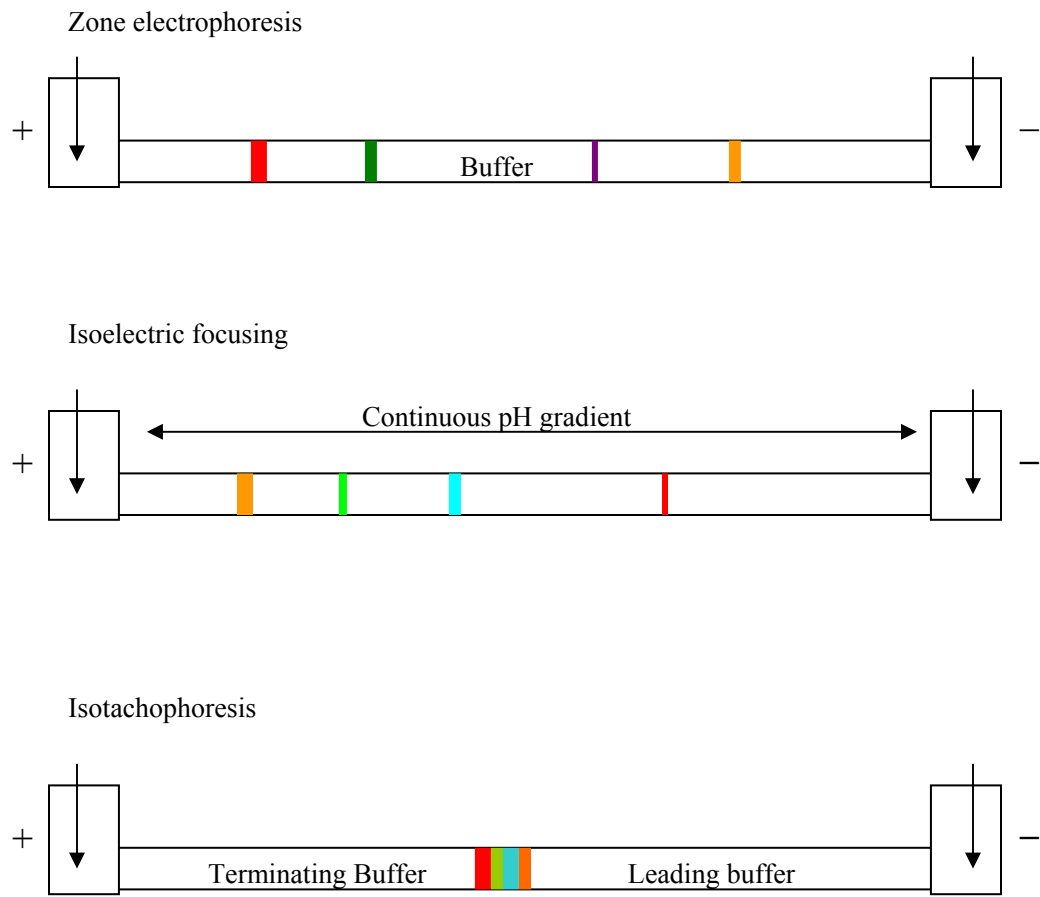 Zone electrophoresis
+ Buffer −
Isoelectric focusing
Continuous pH gradient
+ −
Isotachophoresis
+ −
Terminating Buffer Leading buffer